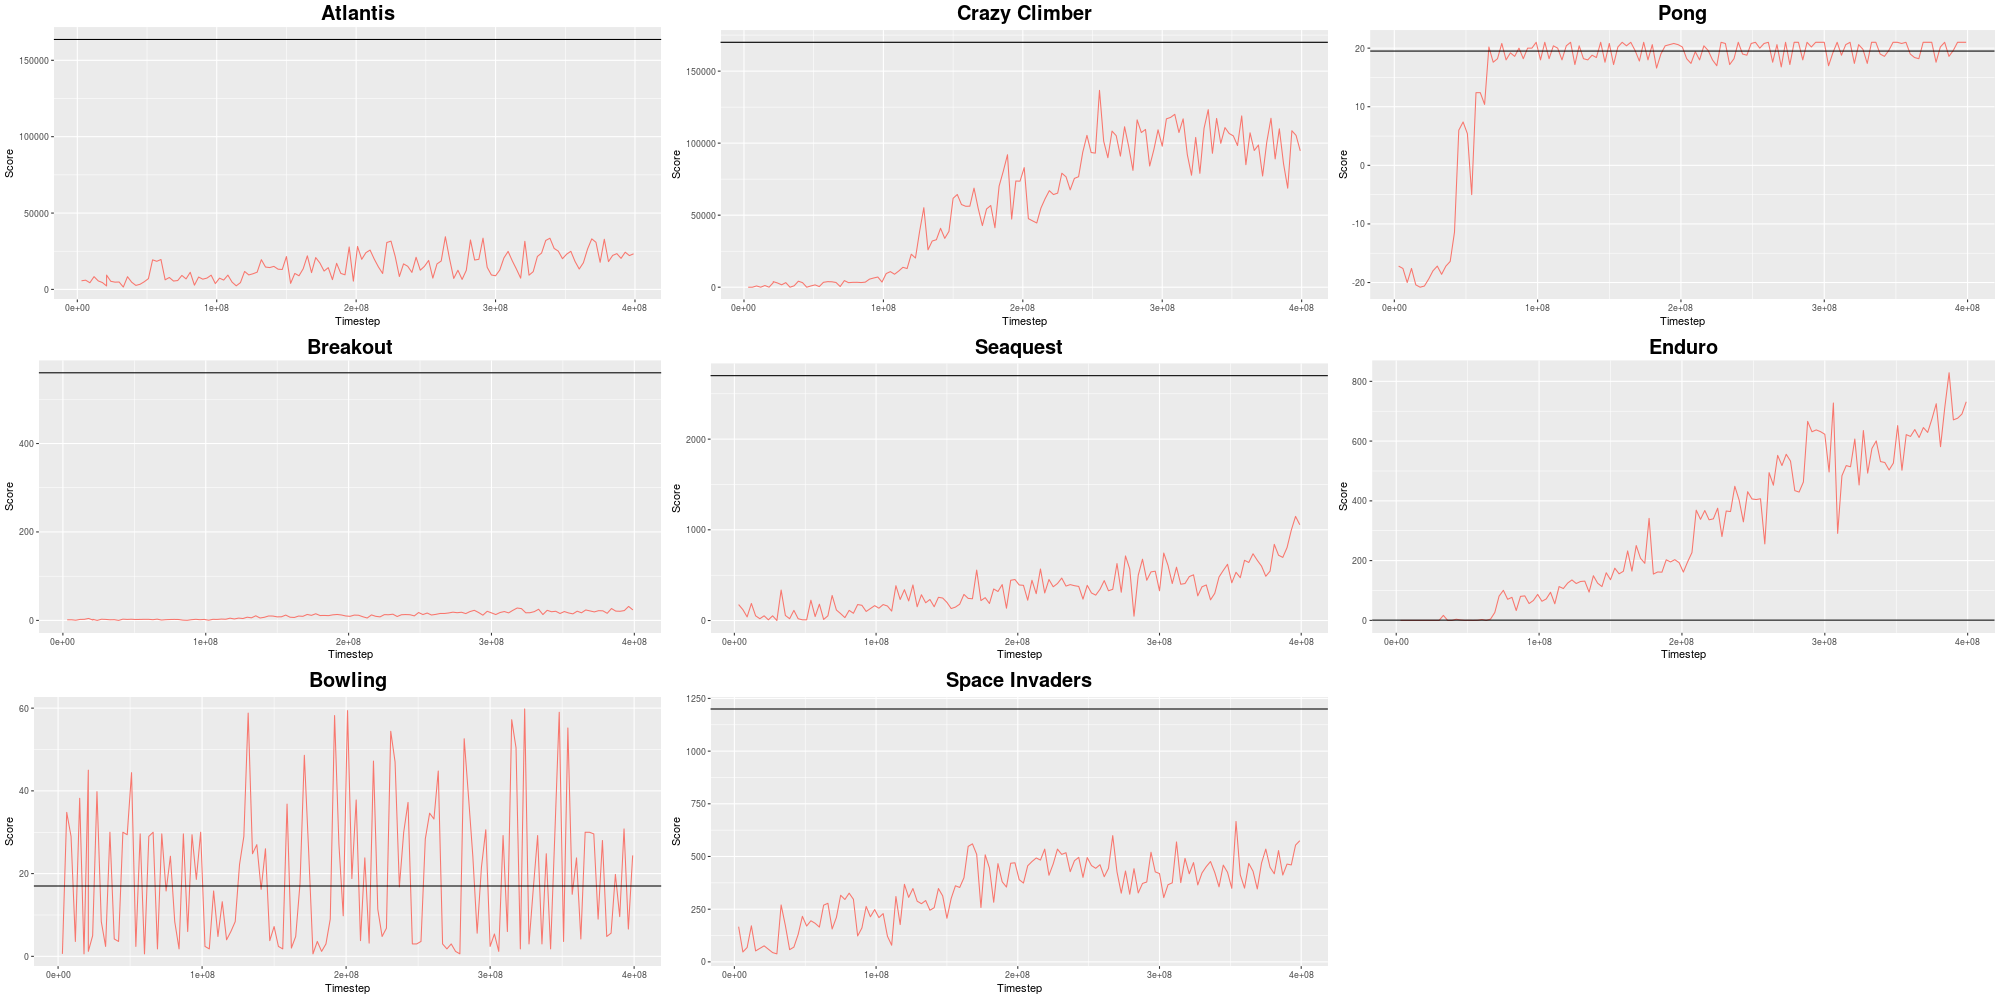 Atlantis
Score
150000
100000
50000
0
0e+00 1e+08 2e+08 3e+08 4e+08
Timestep
Crazy Climber
Score
150000
100000
50000
0
0e+00 1e+08 2e+08 3e+08 4e+08
Timestep
Pong
Score
20
10
0
-10
-20
0e+00 1e+08 2e+08 3e+08 4e+08
Timestep
Breakout
Score
400
200
0
0e+00 1e+08 2e+08 3e+08 4e+08
Timestep
Seaquest
Score
2000
1000
0
0e+00 1e+08 2e+08 3e+08 4e+08
Timestep
Enduro
Score
800
600
400
200
0
0e+00 1e+08 2e+08 3e+08 4e+08
Timestep
Bowling
Score
60
40
20
0
0e+00 1e+08 2e+08 3e+08 4e+08
Timestep
Space Invaders
Score
1250
1000
750
500
250
0
0e+00 1e+08 2e+08 3e+08 4e+08
Timestep